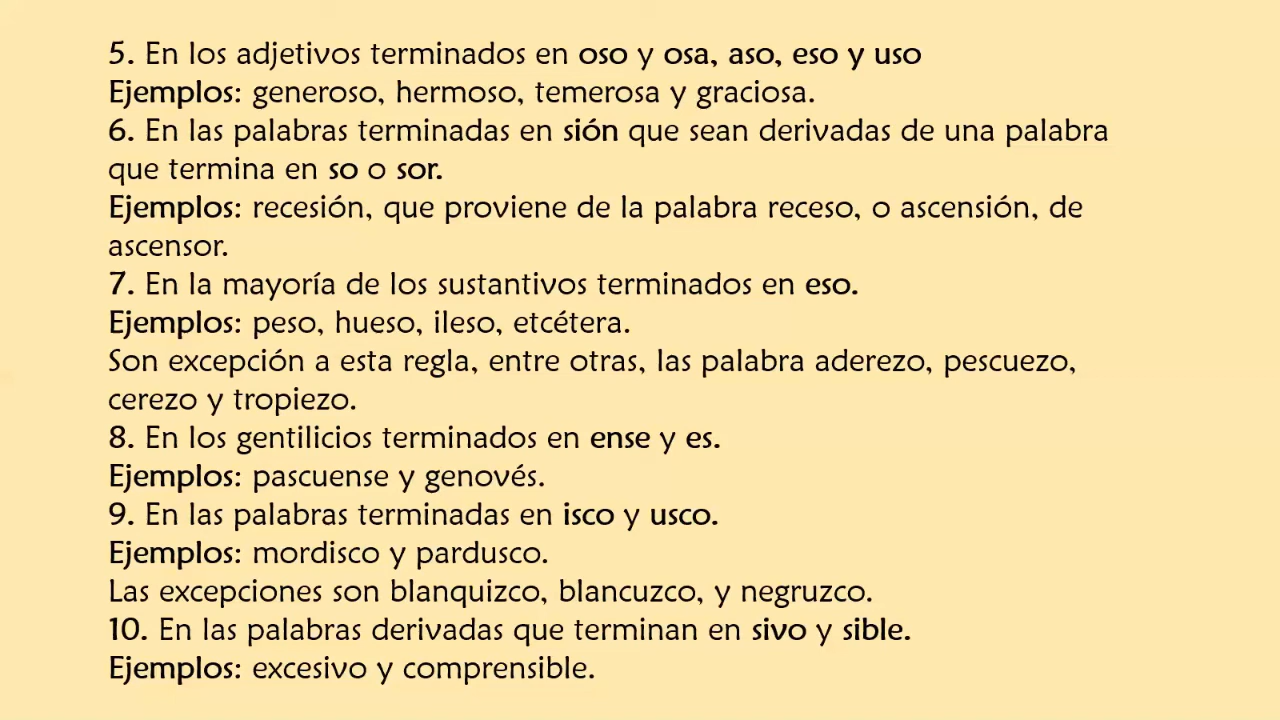 5. En los adjetivos terminados en oso y osa, aso, eso y uso
Ejemplos: generoso, hermoso, temerosa y graciosa.
6. En las palabras terminadas en sión que sean derivadas de una palabra
que termina en so o sor.
Ejemplos: recesión, que proviene de la palabra receso, o ascensión, de
ascensor.
7. En la mayoría de los sustantivos terminados en eso.
Ejemplos: peso, hueso, ileso, etcétera.
Son excepción a esta regla, entre otras, las palabra aderezo, pescuezo,
cerezo y tropiezo.
8. En los gentilicios terminados en ense y es.
Ejemplos: pascuense y genovés.
9. En las palabras terminadas en isco y usco.
Ejemplos: mordisco y pardusco.
Las excepciones son blanquizco, blancuzco, y negruzco.
10. En las palabras derivadas que terminan en sivo y sible.
Ejemplos: excesivo y comprensible.